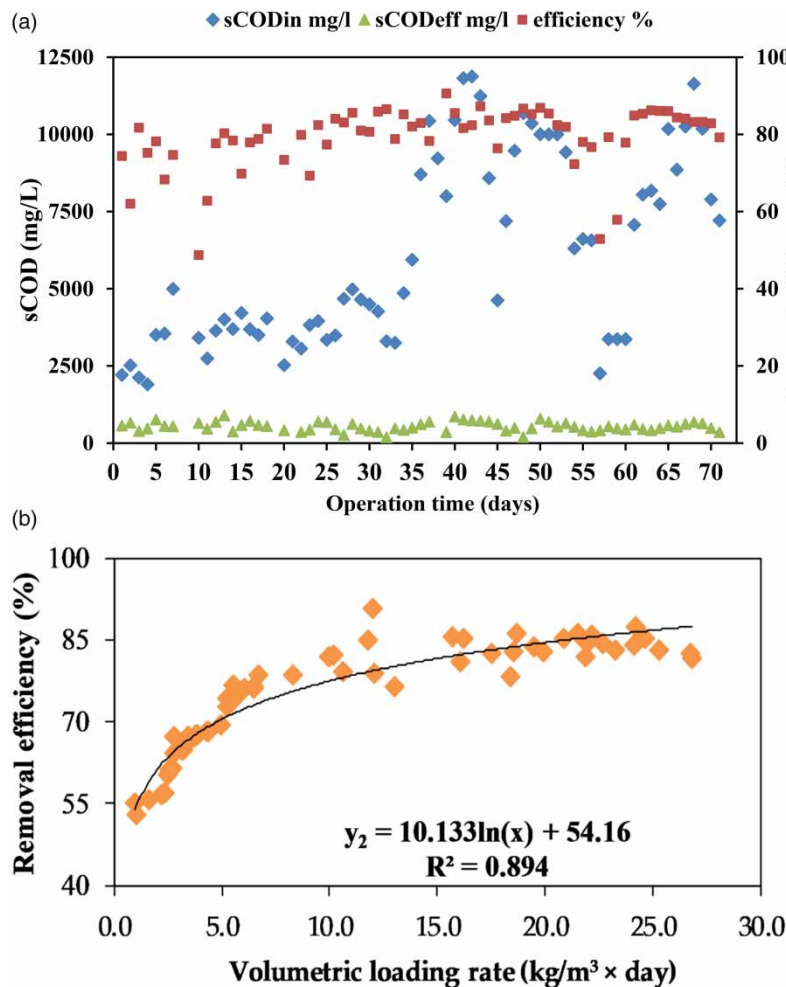 (a)
sCODin mg/l sCODeff mg/l efficiency %
12500 100
10000 80
7500 60
5000 40
2500 20
0 0
sCOD (mg/L)
0 5 10 15 20 25 30 35 40 45 50 55 60 65 70
Operation time (days)
(b)
100
85
70
55
40
Removal efficiency (%)
y₂ = 10.133ln(x) + 54.16
R² = 0.894
0.0 5.0 10.0 15.0 20.0 25.0 30.0
Volumetric loading rate (kg/m³ × day)